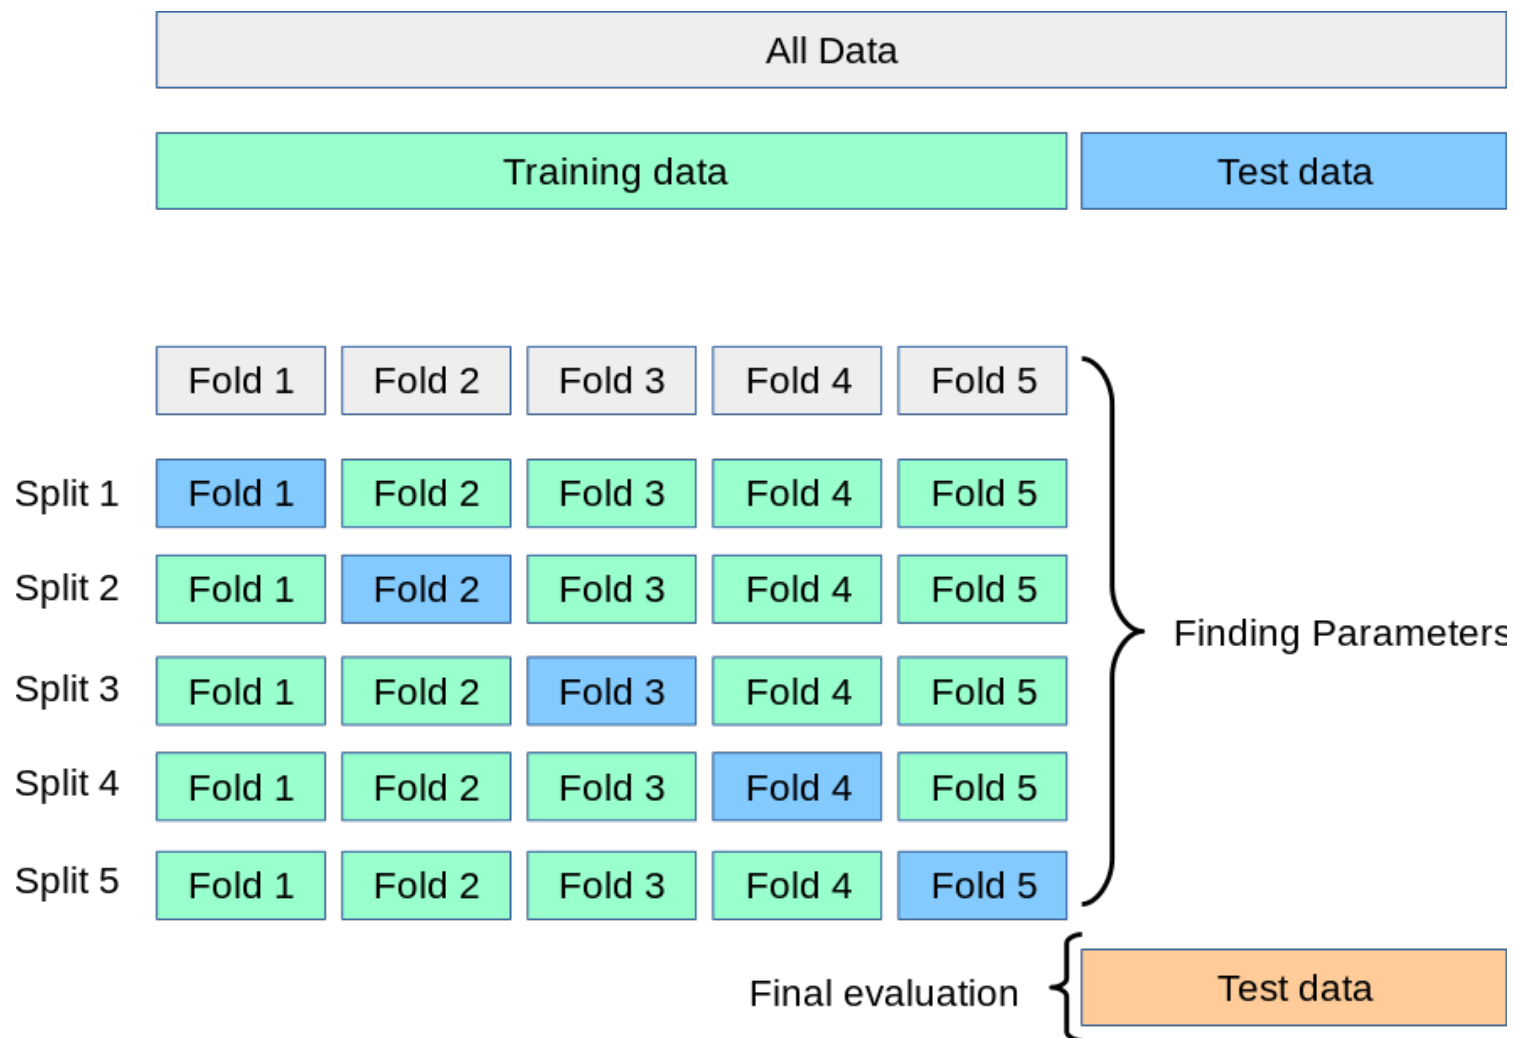 All Data
Training data Test data
Fold 1 Fold 2 Fold 3 Fold 4 Fold 5
Split 1 Fold 1 Fold 2 Fold 3 Fold 4 Fold 5
Split 2 Fold 1 Fold 2 Fold 3 Fold 4 Fold 5
Finding Parameters
Split 3 Fold 1 Fold 2 Fold 3 Fold 4 Fold 5
Split 4 Fold 1 Fold 2 Fold 3 Fold 4 Fold 5
Split 5 Fold 1 Fold 2 Fold 3 Fold 4 Fold 5
Final evaluation Test data